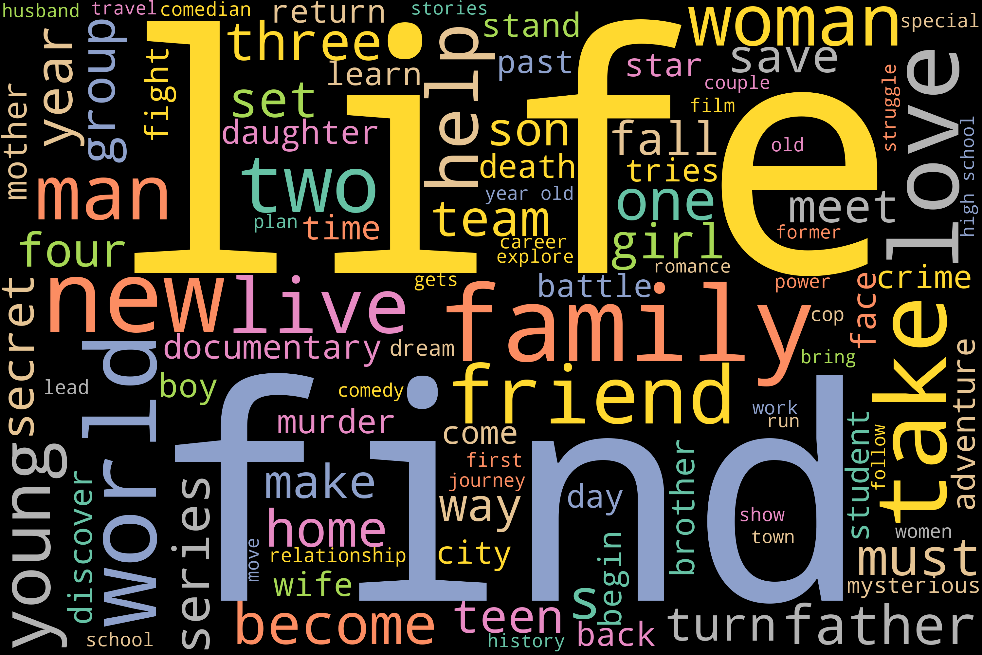 husband
travel
comedian
return
stories
woman
special
three
stand
year
group
fight
learn
help
past
star
save
couple
love
life
set
film
struggle
mother
daughter
son
fall
old
high school
death
tries
man
two
year old
one
meet
plan
time
team
career
girl
former
four
explore
romance
gets
battle
power
face
crime
secret
new
live
family
cop
take
world
documentary
dream
bring
adventure
lead
boy
comedy
friend
murder
work
run
young
come
student
follow
find
first
brother
discover
series
make
journey
way
day
home
show
town
women
move
relationship
city
must
wife
begin
mysterious
s
school
become
teen
history
back
turn
father